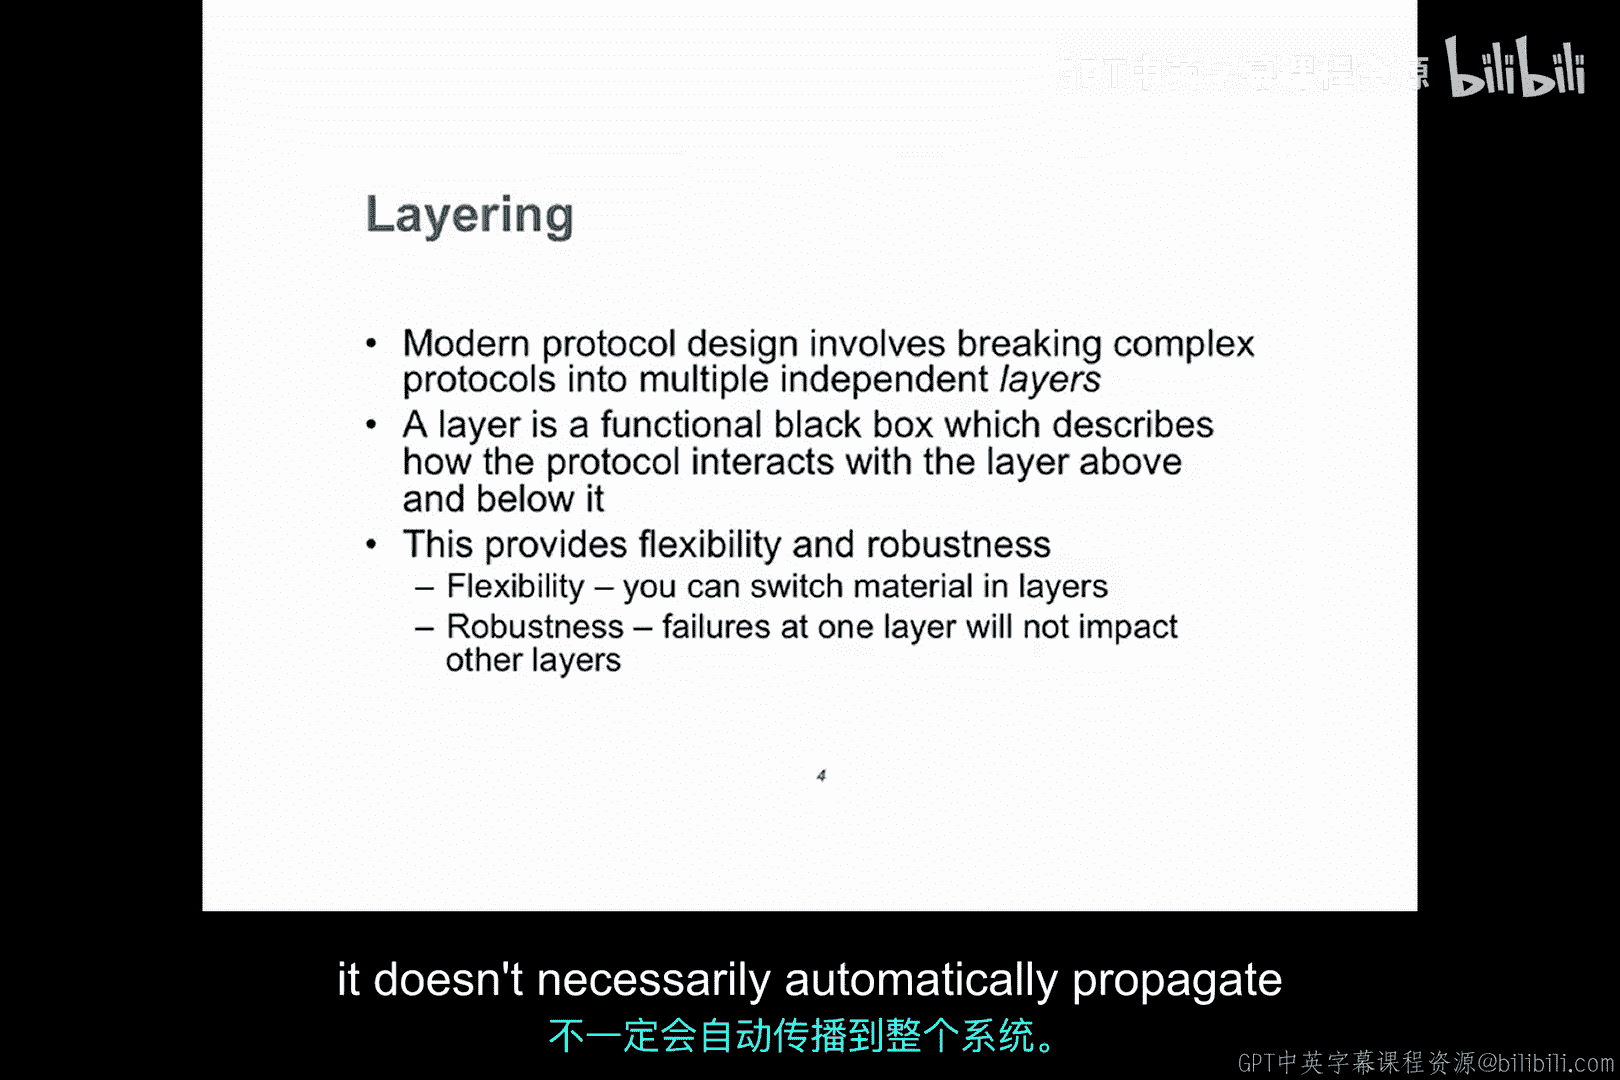 bilibili
Layering
• Modern protocol design involves breaking complex
protocols into multiple independent layers
• A layer is a functional black box which describes
how the protocol interacts with the layer above
and below it
• This provides flexibility and robustness
– Flexibility – you can switch material in layers
– Robustness – failures at one layer will not impact
other layers
4
it doesn't necessarily automatically propagate
不一定会自动传播到整个系统。
GPT中英字幕课程资源@bilibili.com